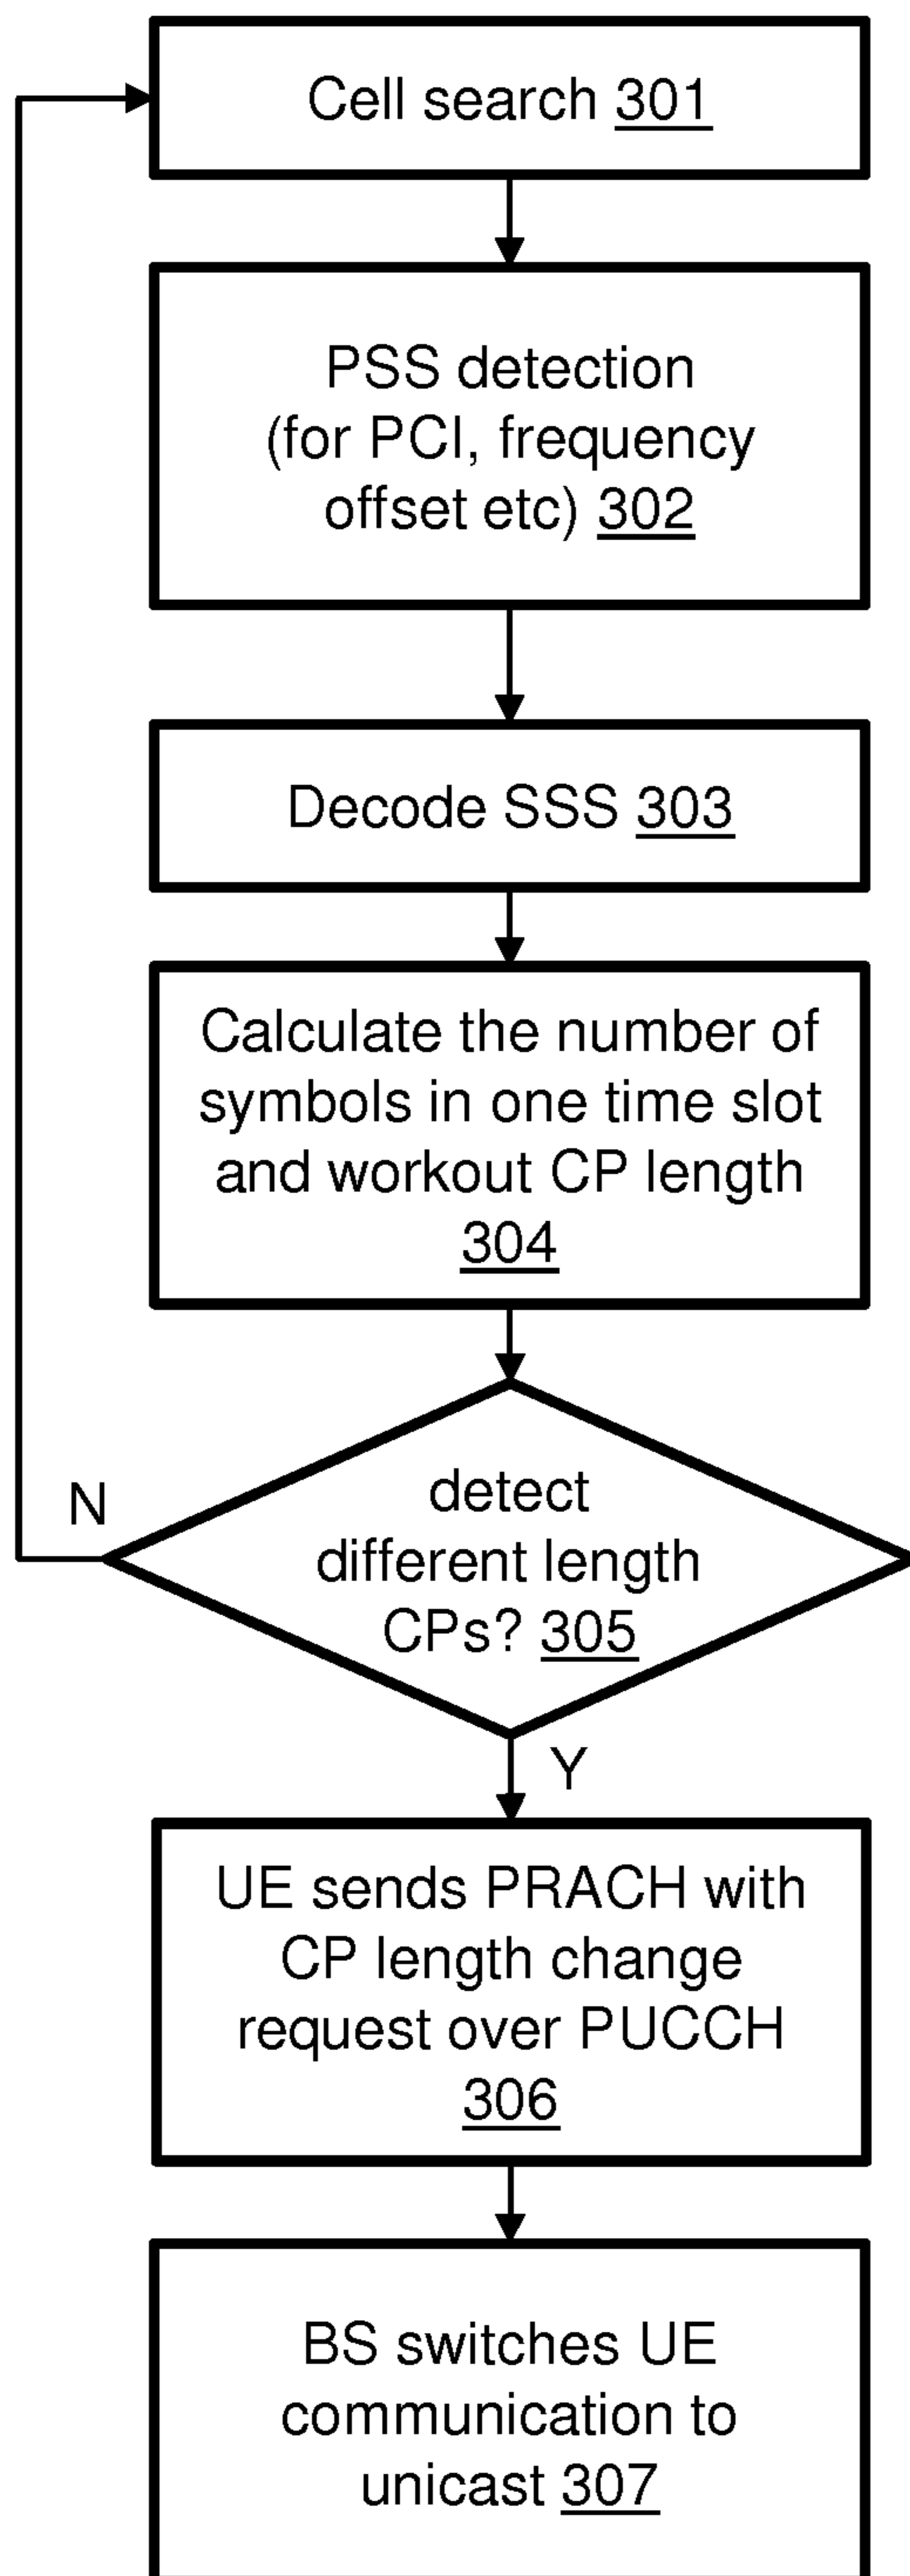 Cell search 301
PSS detection
(for PCI, frequency
offset etc) 302
Decode SSS 303
Calculate the number of
symbols in one time slot
and workout CP length
304
N
detect
different length
CPs? 305
Y
UE sends PRACH with
CP length change
request over PUCCH
306
BS switches UE
communication to
unicast 307